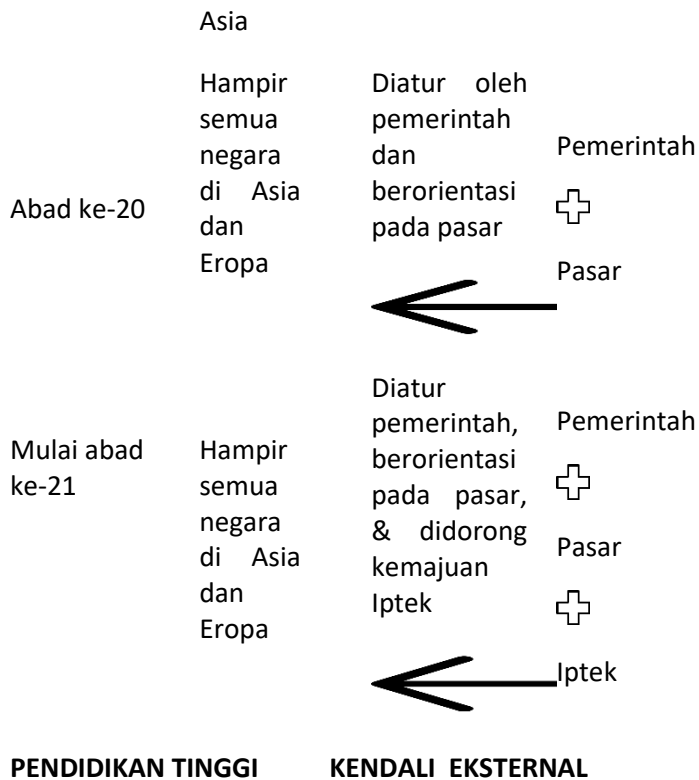 Asia
Abad ke-20
Hampir
semua
negara
di Asia
dan
Eropa
Diatur oleh
pemerintah
dan
berorientasi
pada pasar
Pemerintah
Pasar
Mulai abad
ke-21
Hampir
semua
negara
di Asia
dan
Eropa
Diatur
pemerintah,
berorientasi
pada pasar,
& didorong
kemajuan
Iptek
Pemerintah
Pasar
Iptek
PENDIDIKAN TINGGI KENDALI EKSTERNAL